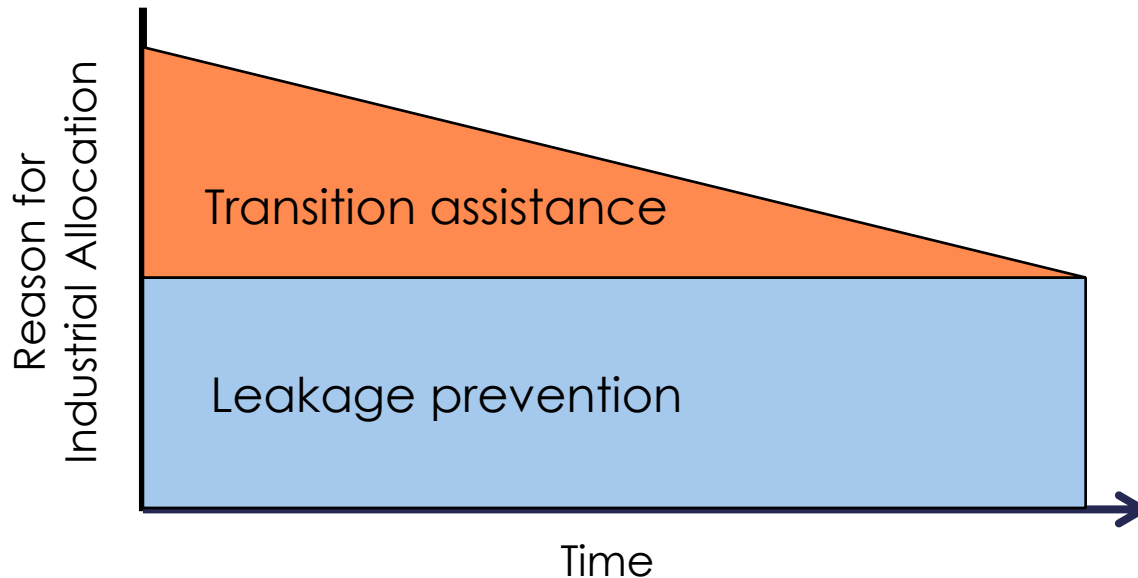 Reason for
Industrial Allocation
Transition assistance
Leakage prevention
Time